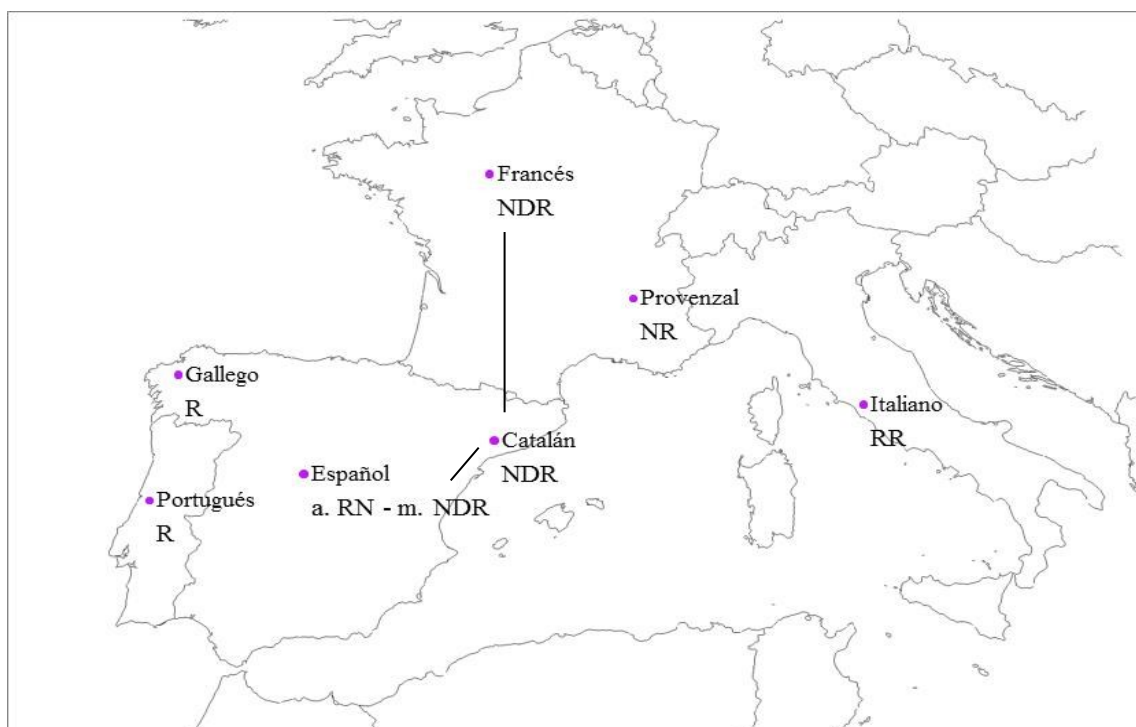 Francés
NDR
Provenzal
NR
Gallego
R
Italiano
RR
Catalán
NDR
Español
a. RN - m. NDR
Portugués
R